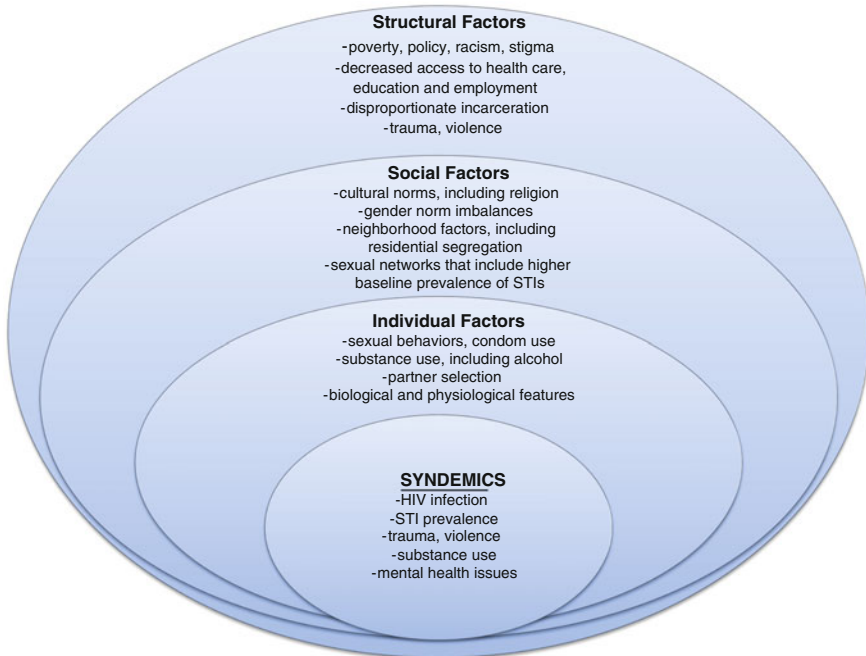 Structural Factors
-poverty, policy, racism, stigma
-decreased access to health care,
education and employment
-disproportionate incarceration
-trauma, violence
Social Factors
-cultural norms, including religion
-gender norm imbalances
-neighborhood factors, including
residential segregation
-sexual networks that include higher
baseline prevalence of STIs
Individual Factors
-sexual behaviors, condom use
-substance use, including alcohol
-partner selection
-biological and physiological features
SYNDEMICS
-HIV infection
-STI prevalence
-trauma, violence
-substance use
-mental health issues